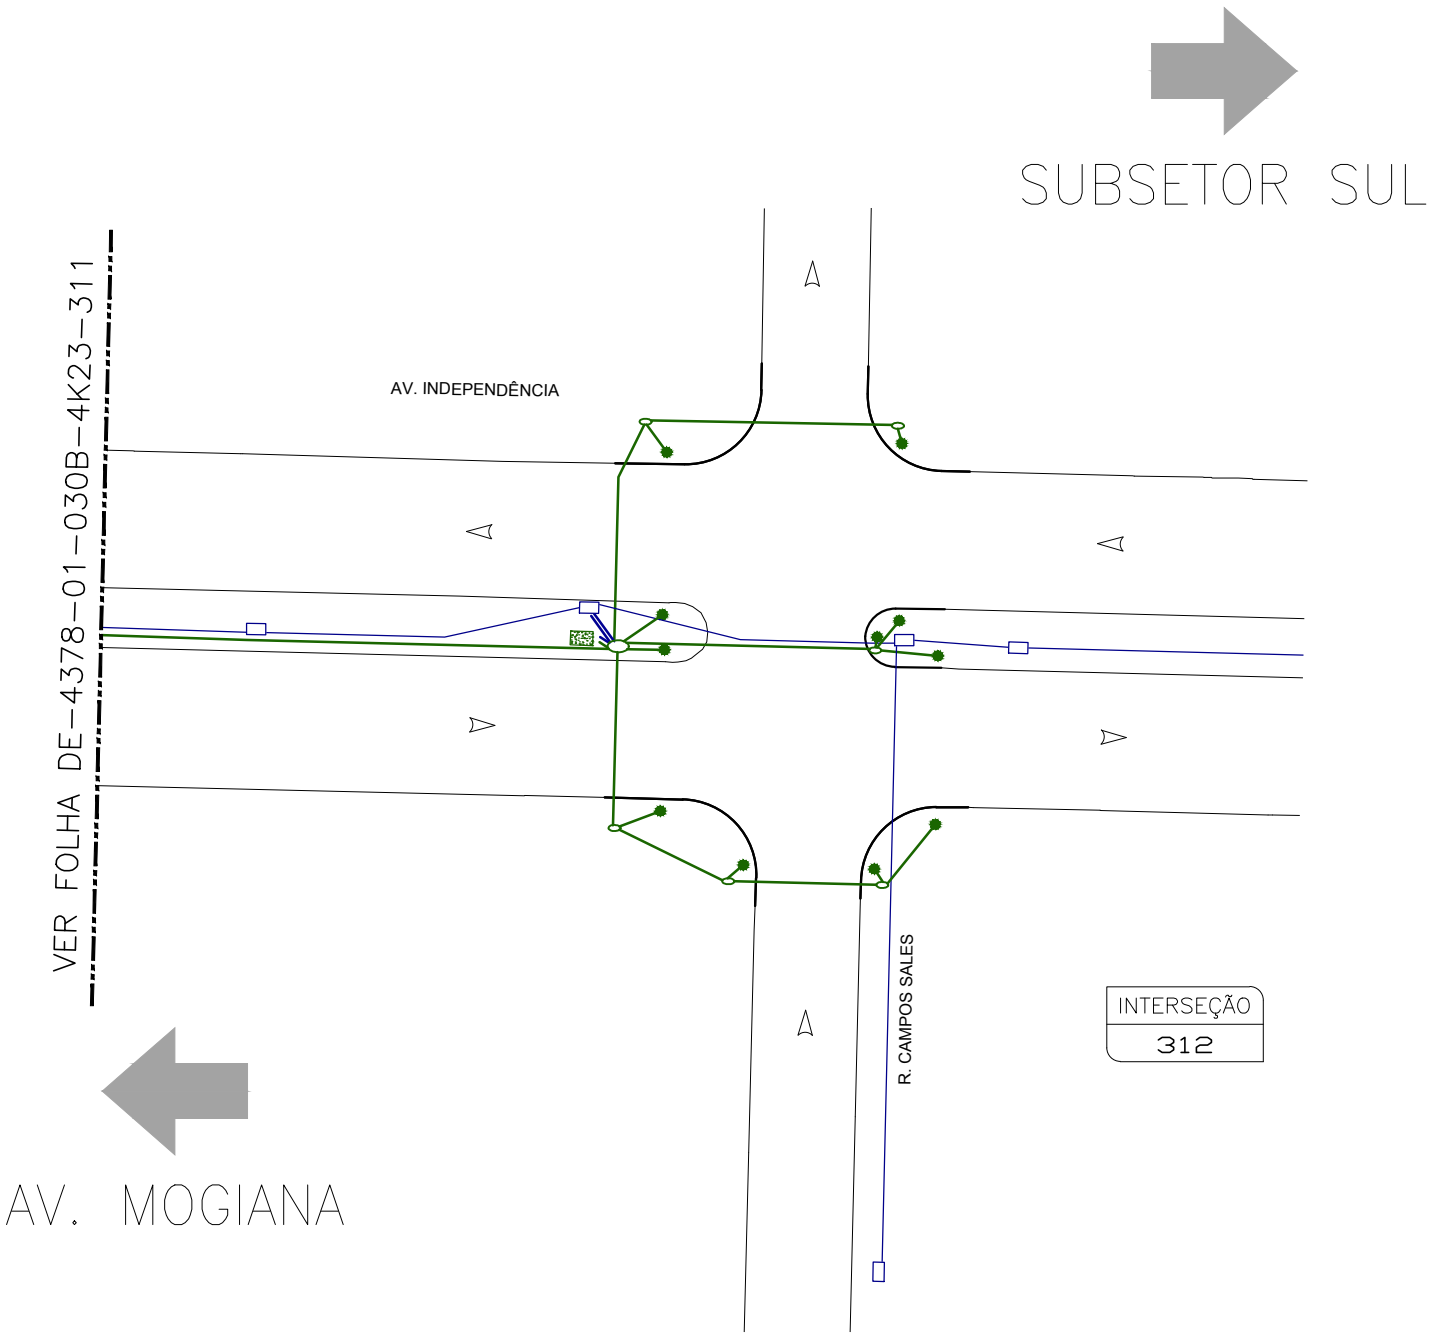 SUBSETOR SUL
VER FOLHA DE-4378-01-030B-4K23-311
AV. INDEPENDÊNCIA
R. CAMPOS SALES
INTERSEÇÃO
312
AV. MOGIANA